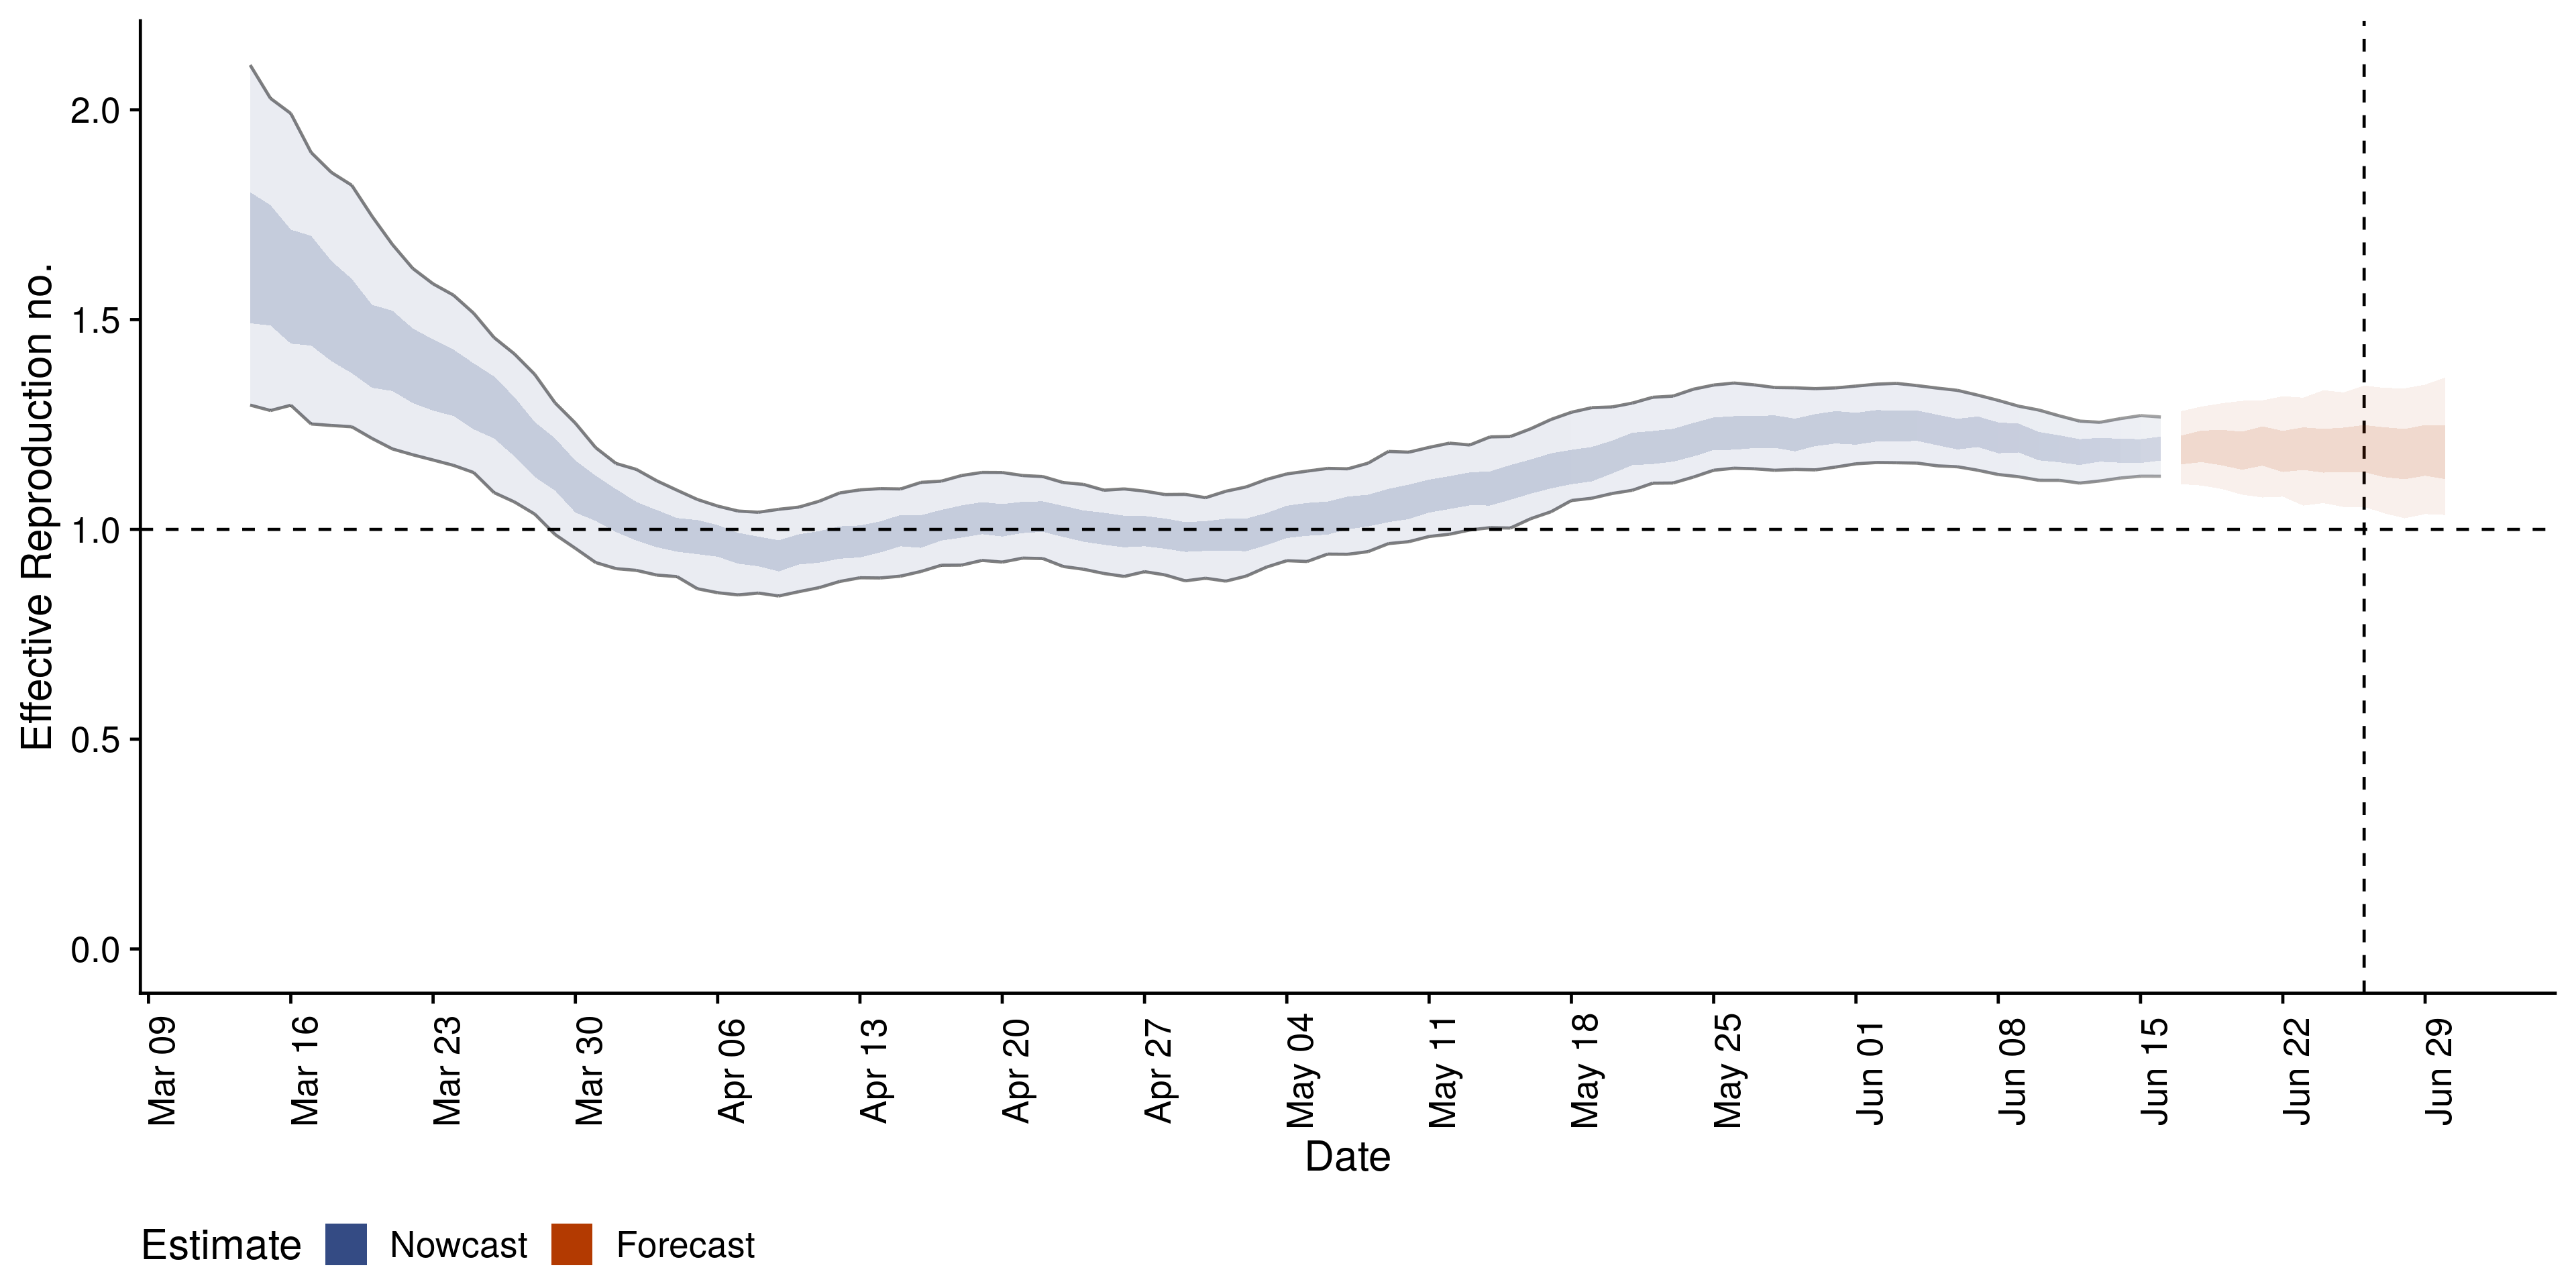 Effective Reproduction no.
2.0
1.5
1.0
0.5
0.0
Mar 09
Mar 16
Mar 23
Mar 30
Apr 06
Apr 13
Apr 20
Apr 27
May 04
May 11
May 18
May 25
Jun 01
Jun 08
Jun 15
Jun 22
Jun 29
Date
Estimate Nowcast Forecast